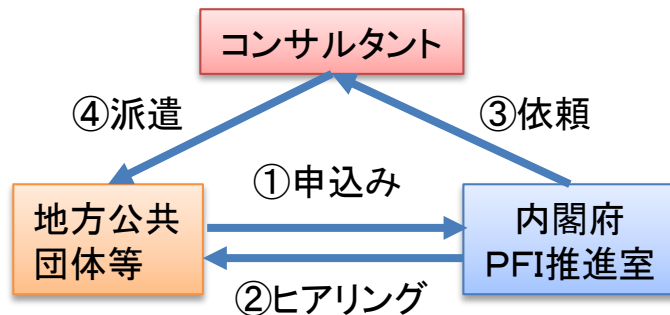 コンサルタント
④派遣
③依頼
①申込み
地方公共
団体等
内閣府
PFI推進室
②ヒアリング